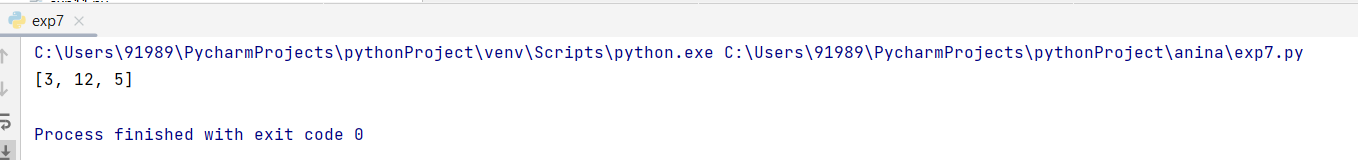 exp7
C:\Users\91989\PycharmProjects\pythonProject\venv\Scripts\python.exe C:\Users\91989\PycharmProjects\pythonProject\anina\exp7.py
[3, 12, 5]
Process finished with exit code 0